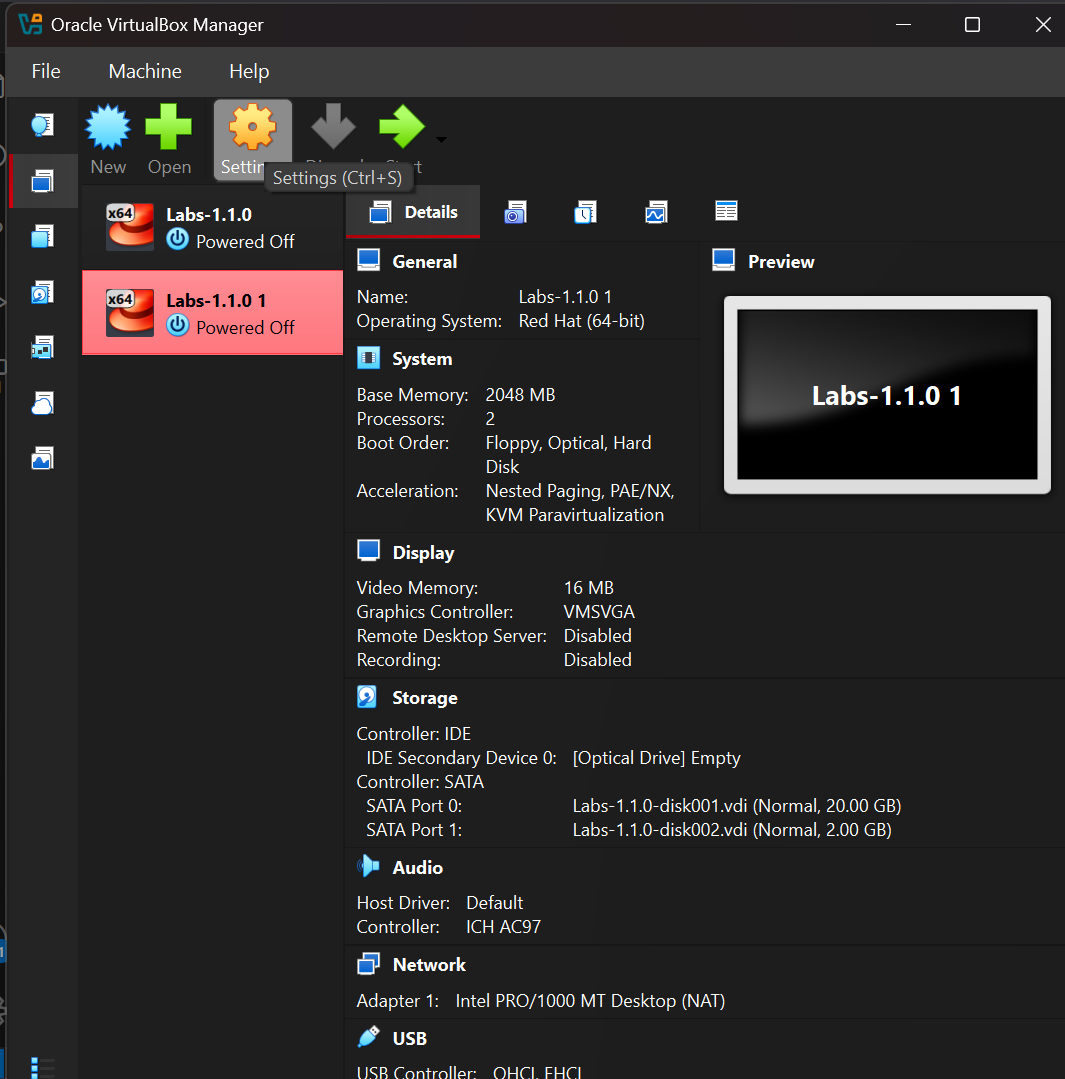 Oracle VirtualBox Manager
File Machine Help
New Open
Settings (Ctrl+S)
x64 Labs-1.1.0
Powered Off
x64 Labs-1.1.0 1
Powered Off
Details
General
Name: Labs-1.1.0 1
Operating System: Red Hat (64-bit)
System
Base Memory: 2048 MB
Processors: 2
Boot Order: Floppy, Optical, Hard
Disk
Acceleration: Nested Paging, PAE/NX,
KVM Paravirtualization
Preview
Labs-1.1.0 1
Display
Video Memory: 16 MB
Graphics Controller: VMSVGA
Remote Desktop Server: Disabled
Recording: Disabled
Storage
Controller: IDE
IDE Secondary Device 0: [Optical Drive] Empty
Controller: SATA
SATA Port 0: Labs-1.1.0-disk001.vdi (Normal, 20.00 GB)
SATA Port 1: Labs-1.1.0-disk002.vdi (Normal, 2.00 GB)
Audio
Host Driver: Default
Controller: ICH AC97
Network
Adapter 1: Intel PRO/1000 MT Desktop (NAT)
USB
USB Controller: OHCI, EHCI